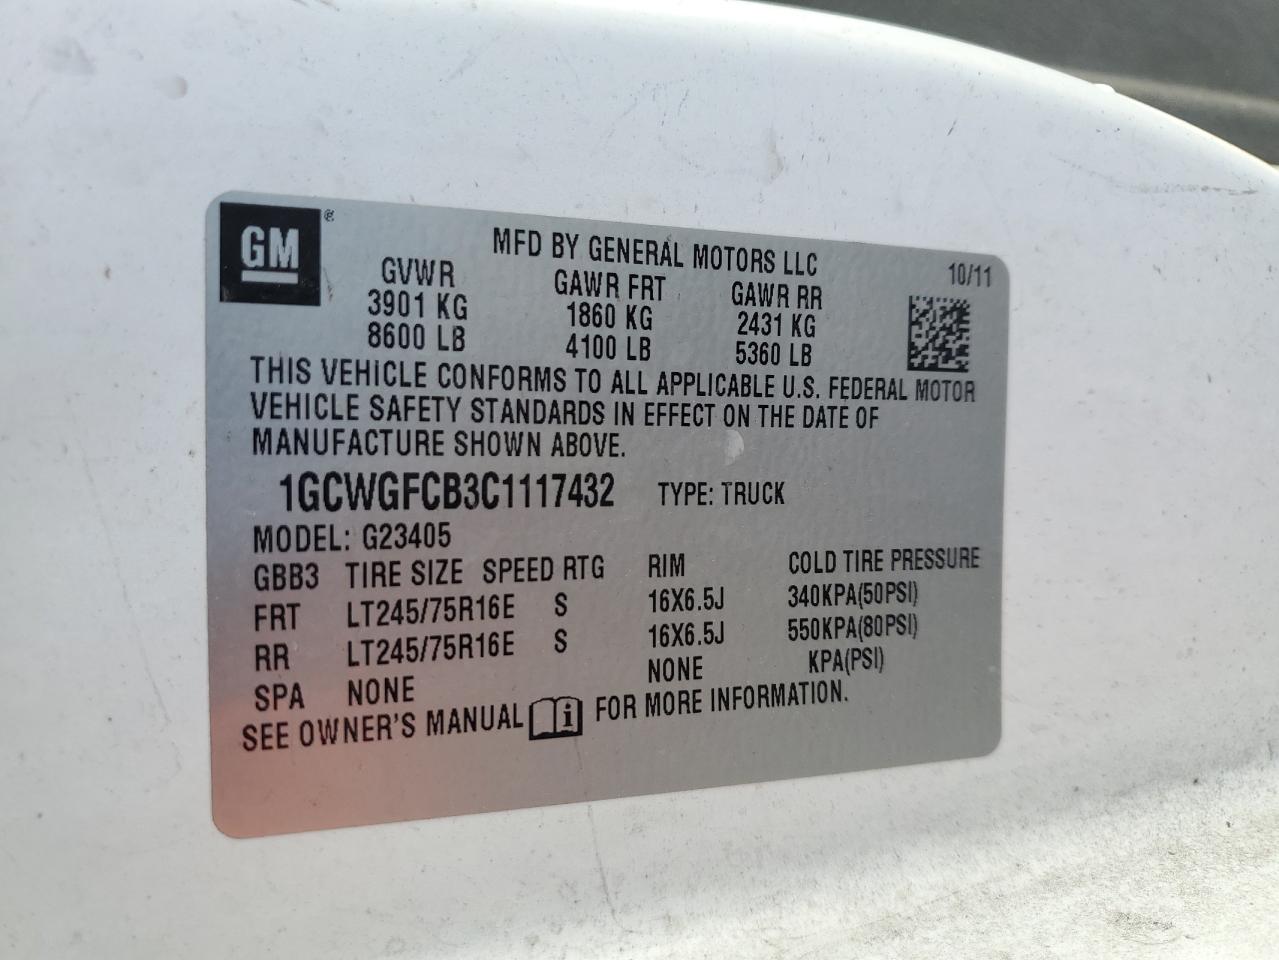 GM ®
MFD BY GENERAL MOTORS LLC 10/11
GVWR GAWR FRT GAWR RR
3901 KG 1860 KG 2431 KG
8600 LB 4100 LB 5360 LB
THIS VEHICLE CONFORMS TO ALL APPLICABLE U.S. FEDERAL MOTOR
VEHICLE SAFETY STANDARDS IN EFFECT ON THE DATE OF
MANUFACTURE SHOWN ABOVE.
1GCWGFCB3C1117432 TYPE: TRUCK
MODEL: G23405
GBB3 TIRE SIZE SPEED RTG RIM COLD TIRE PRESSURE
FRT LT245/75R16E S 16X6.5J 340KPA(50PSI)
RR LT245/75R16E S 16X6.5J 550KPA(80PSI)
SPA NONE NONE KPA(PSI)
SEE OWNER'S MANUAL i FOR MORE INFORMATION.